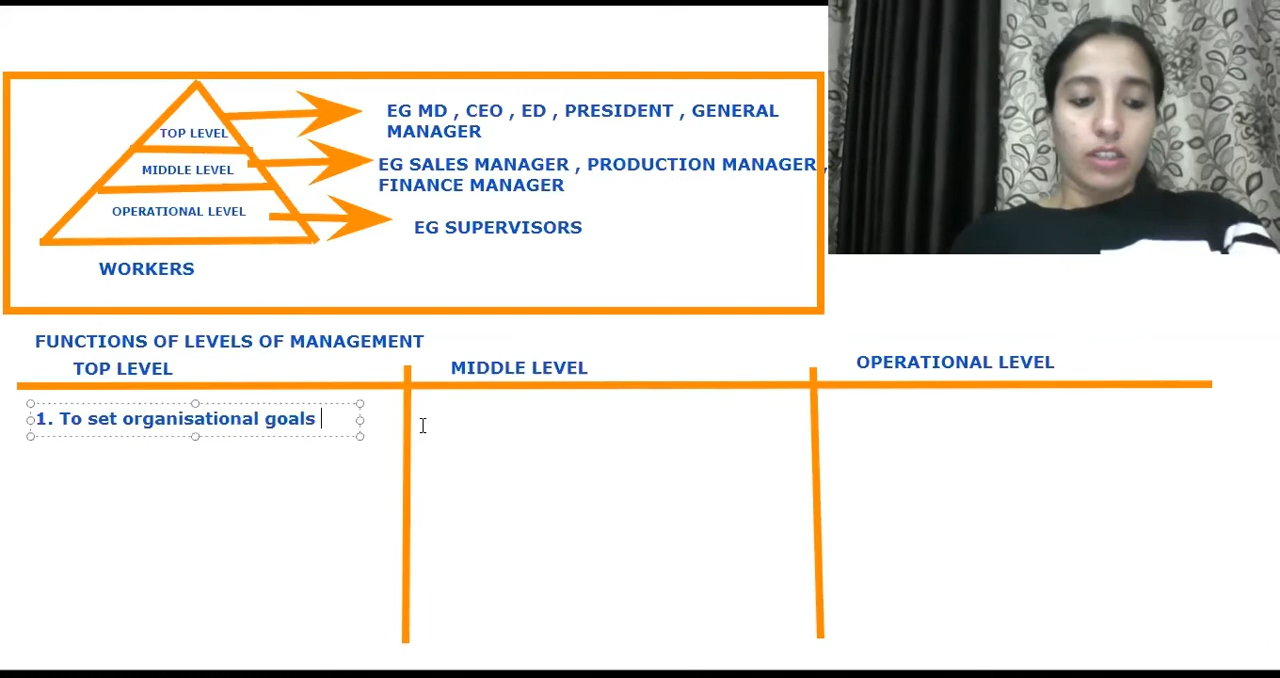 TOP LEVEL
MIDDLE LEVEL
OPERATIONAL LEVEL
WORKERS
EG MD , CEO , ED , PRESIDENT , GENERAL
MANAGER
EG SALES MANAGER , PRODUCTION MANAGER ,
FINANCE MANAGER
EG SUPERVISORS
FUNCTIONS OF LEVELS OF MANAGEMENT
TOP LEVEL
MIDDLE LEVEL
OPERATIONAL LEVEL
1. To set organisational goals